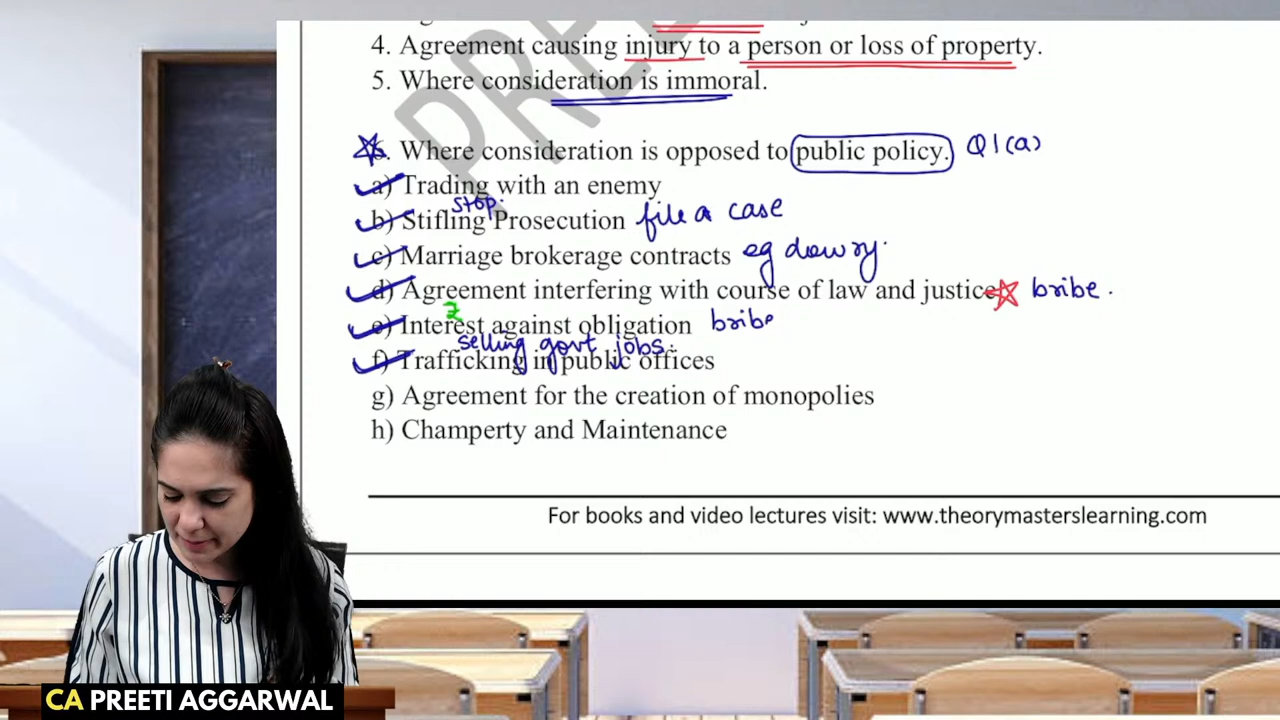 4. Agreement causing injury to a person or loss of property.
5. Where consideration is immoral.
6. Where consideration is opposed to public policy. Q1(a)
a) Trading with an enemy
stop.
b) Stifling Prosecution file a case
c) Marriage brokerage contracts eg dowry.
d) Agreement interfering with course of law and justice bribe.
e) Interest against obligation bribe
selling govt jobs.
f) Trafficking in public offices
g) Agreement for the creation of monopolies
h) Champerty and Maintenance
For books and video lectures visit: www.theorymasterslearning.com
CA PREETI AGGARWAL